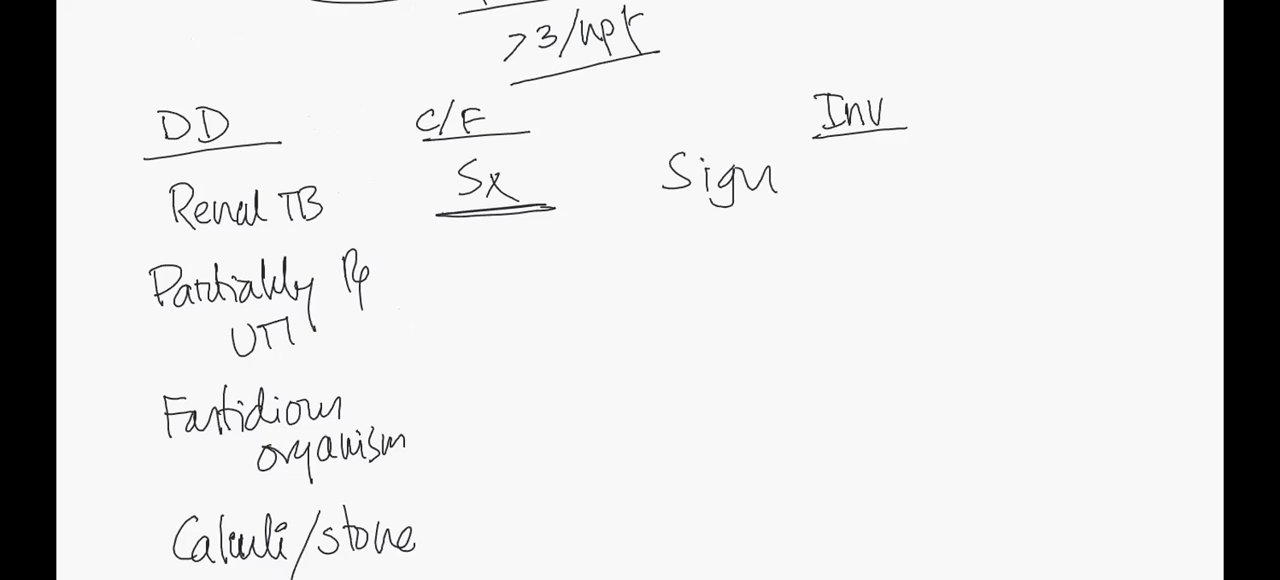 >3/hpf
DD C/F Inv
Renal TB Sx Sign
Partially Rx
UTI
Fastidious
organism
Calculi/stone